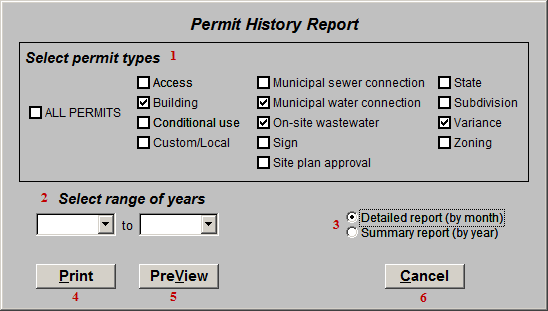 Permit History Report
Select permit types 1
ALL PERMITS
Access
Building
Conditional use
Custom/Local
Municipal sewer connection
Municipal water connection
On-site wastewater
Sign
Site plan approval
State
Subdivision
Variance
Zoning
2 Select range of years
to
3
Detailed report (by month)
Summary report (by year)
Print
PreView
Cancel
4
5
6